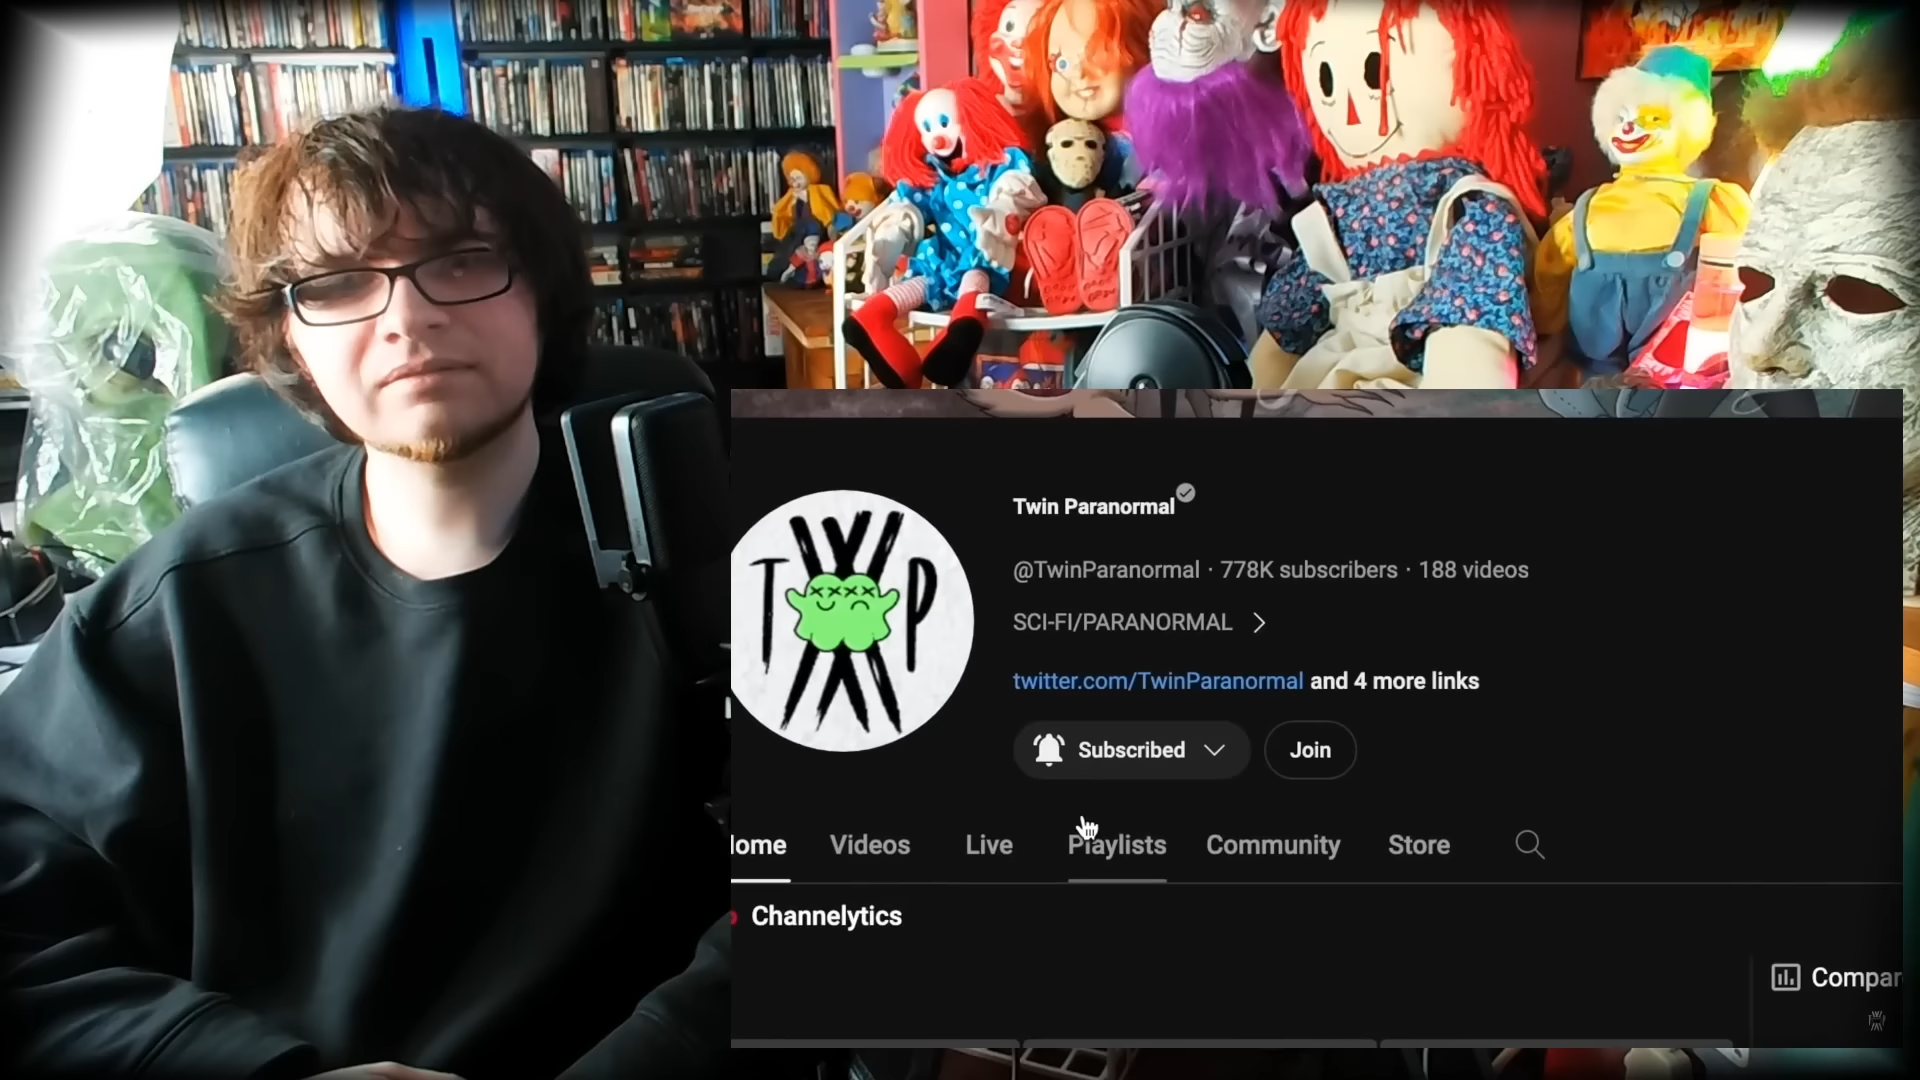 Twin Paranormal
@TwinParanormal · 778K subscribers · 188 videos
SCI-FI/PARANORMAL
twitter.com/TwinParanormal and 4 more links
Subscribed
Join
T P
ome Videos Live Playlists Community Store
Channelytics
Compar